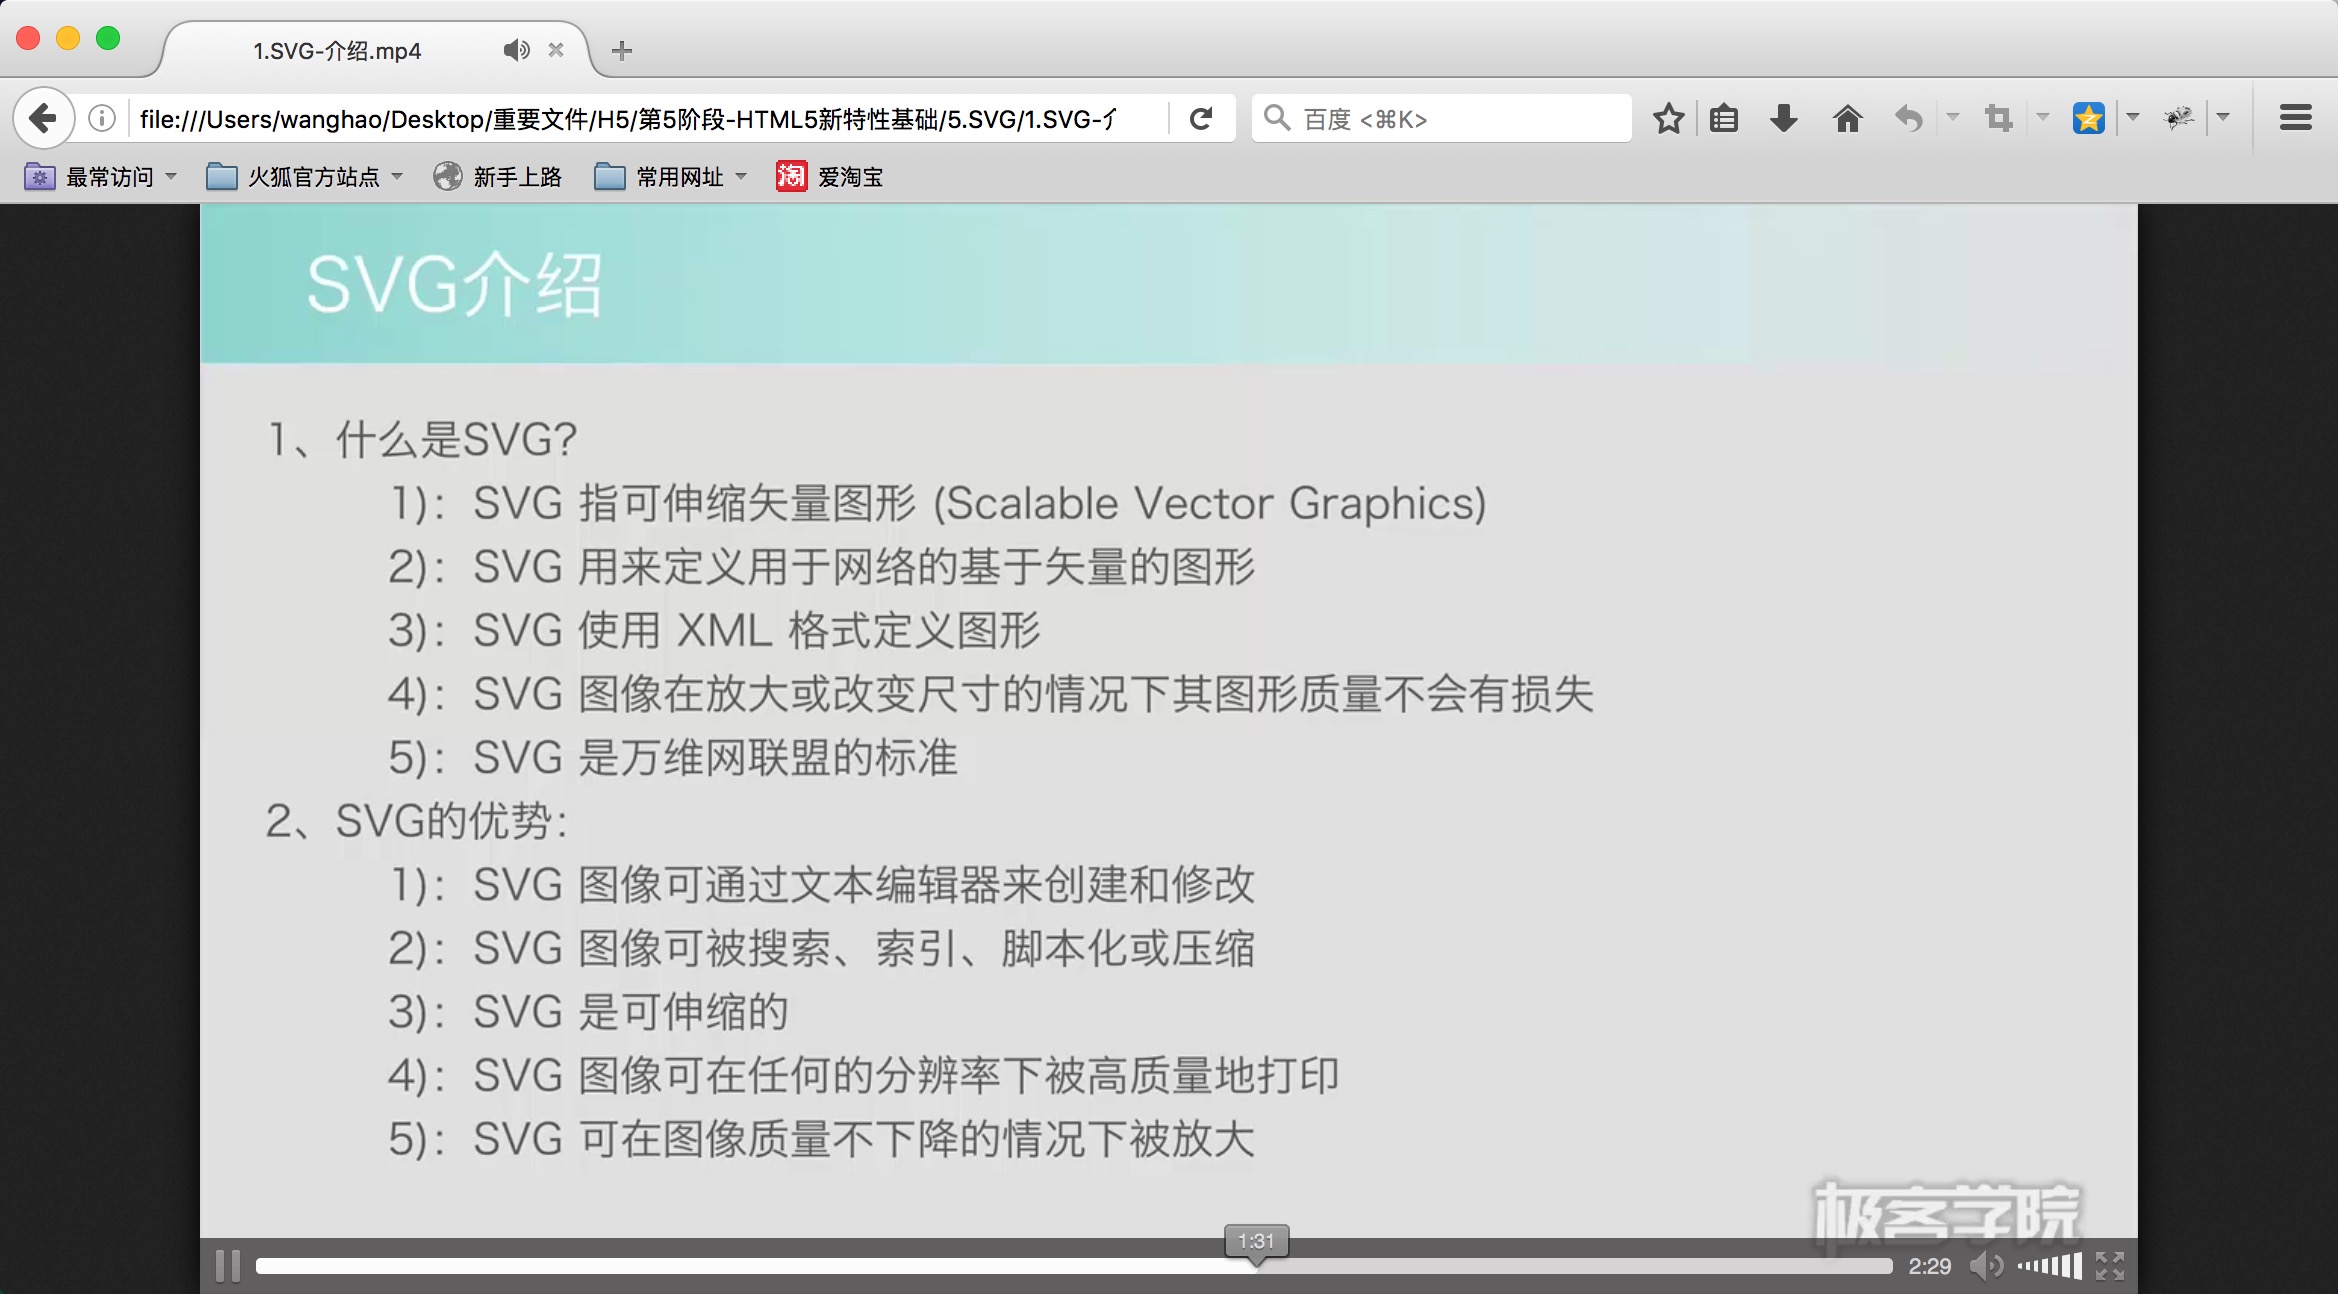 1.SVG-介绍.mp4
file:///Users/wanghao/Desktop/重要文件/H5/第5阶段-HTML5新特性基础/5.SVG/1.SVG-介
百度 <⌘K>
最常访问 火狐官方站点 新手上路 常用网址 淘 爱淘宝
SVG介绍
1、什么是SVG?
1)：SVG 指可伸缩矢量图形 (Scalable Vector Graphics)
2)：SVG 用来定义用于网络的基于矢量的图形
3)：SVG 使用 XML 格式定义图形
4)：SVG 图像在放大或改变尺寸的情况下其图形质量不会有损失
5)：SVG 是万维网联盟的标准
2、SVG的优势：
1)：SVG 图像可通过文本编辑器来创建和修改
2)：SVG 图像可被搜索、索引、脚本化或压缩
3)：SVG 是可伸缩的
4)：SVG 图像可在任何的分辨率下被高质量地打印
5)：SVG 可在图像质量不下降的情况下被放大
极客学院
1:31
2:29